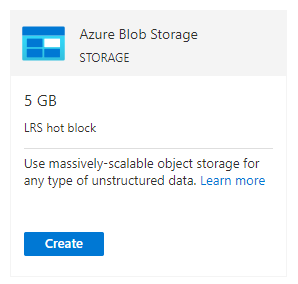 Azure Blob Storage
STORAGE
5 GB
LRS hot block
Use massively-scalable object storage for
any type of unstructured data. Learn more
Create